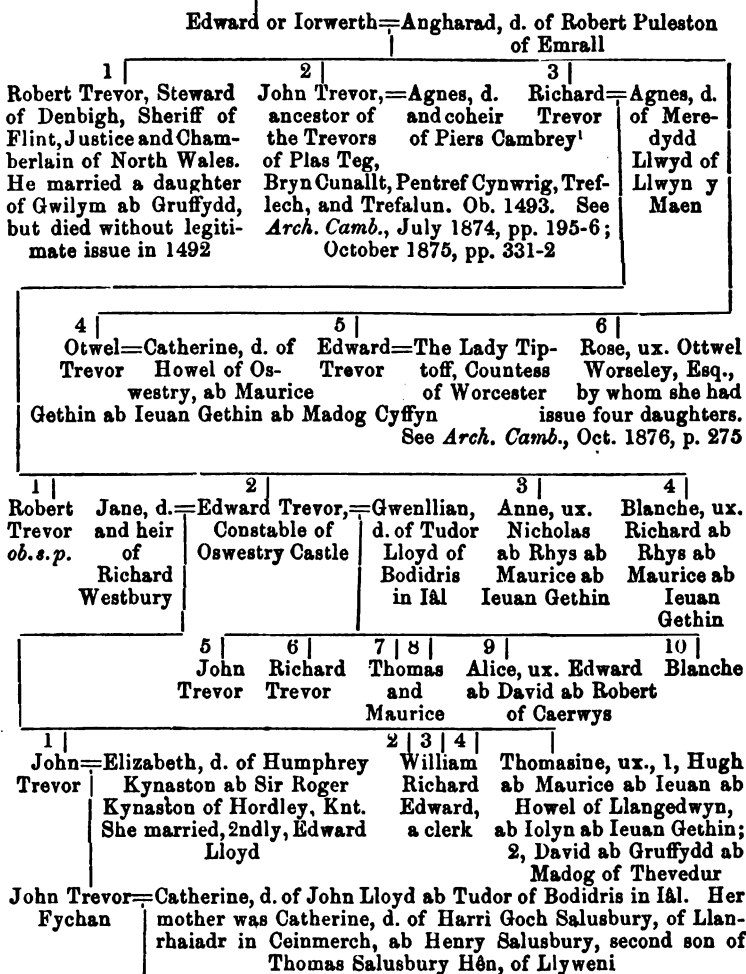 Edward or Iorwerth=Angharad, d. of Robert Puleston
of Emrall
1
Robert Trevor, Steward
of Denbigh, Sheriff of
Flint, Justice and Cham-
berlain of North Wales.
He married a daughter
of Gwilym ab Gruffydd,
but died without legiti-
mate issue in 1492
2
John Trevor,=Agnes, d.
ancestor of and coheir
the Trevors of Piers Cambrey¹
of Plas Teg,
Bryn Cunallt, Pentref Cynwrig, Tref-
lech, and Trefalun. Ob. 1493. See
Arch. Camb., July 1874, pp. 195-6;
October 1875, pp. 331-2
3
Richard=Agnes, d.
Trevor of Mere-
dydd
Llwyd of
Llwyn y
Maen
4
Otwel=Catherine, d. of
Trevor Howel of Os-
westry, ab Maurice
Gethin ab Ieuan Gethin ab Madog Cyffyn
5
Edward=The Lady Tip-
Trevor toff, Countess
of Worcester
6
Rose, ux. Ottwel
Worseley, Esq.,
by whom she had
issue four daughters.
See Arch. Camb., Oct. 1876, p. 275
1
Robert
Trevor
ob.s.p.
2
Jane, d.=Edward Trevor,=Gwenllian,
and heir Constable of d. of Tudor
of Oswestry Castle Lloyd of
Richard Bodidris
Westbury in Iâl
3
Anne, ux.
Nicholas
ab Rhys ab
Maurice ab
Ieuan Gethin
4
Blanche, ux.
Richard ab
Rhys ab
Maurice ab
Ieuan
Gethin
5
John
Trevor
6
Richard
Trevor
7 8
Thomas
and
Maurice
9
Alice, ux. Edward
ab David ab Robert
of Caerwys
10
Blanche
1
John=Elizabeth, d. of Humphrey
Trevor Kynaston ab Sir Roger
Kynaston of Hordley, Knt.
She married, 2ndly, Edward
Lloyd
2 3 4
William
Richard
Edward,
a clerk
Thomasine, ux., 1, Hugh
ab Maurice ab Ieuan ab
Howel of Llangedwyn,
ab Iolyn ab Ieuan Gethin;
2, David ab Gruffydd ab
Madog of Thevedur
John Trevor=Catherine, d. of John Lloyd ab Tudor of Bodidris in Iâl. Her
Fychan mother was Catherine, d. of Harri Goch Salusbury, of Llan-
rhaiadr in Ceinmerch, ab Henry Salusbury, second son of
Thomas Salusbury Hên, of Llyweni